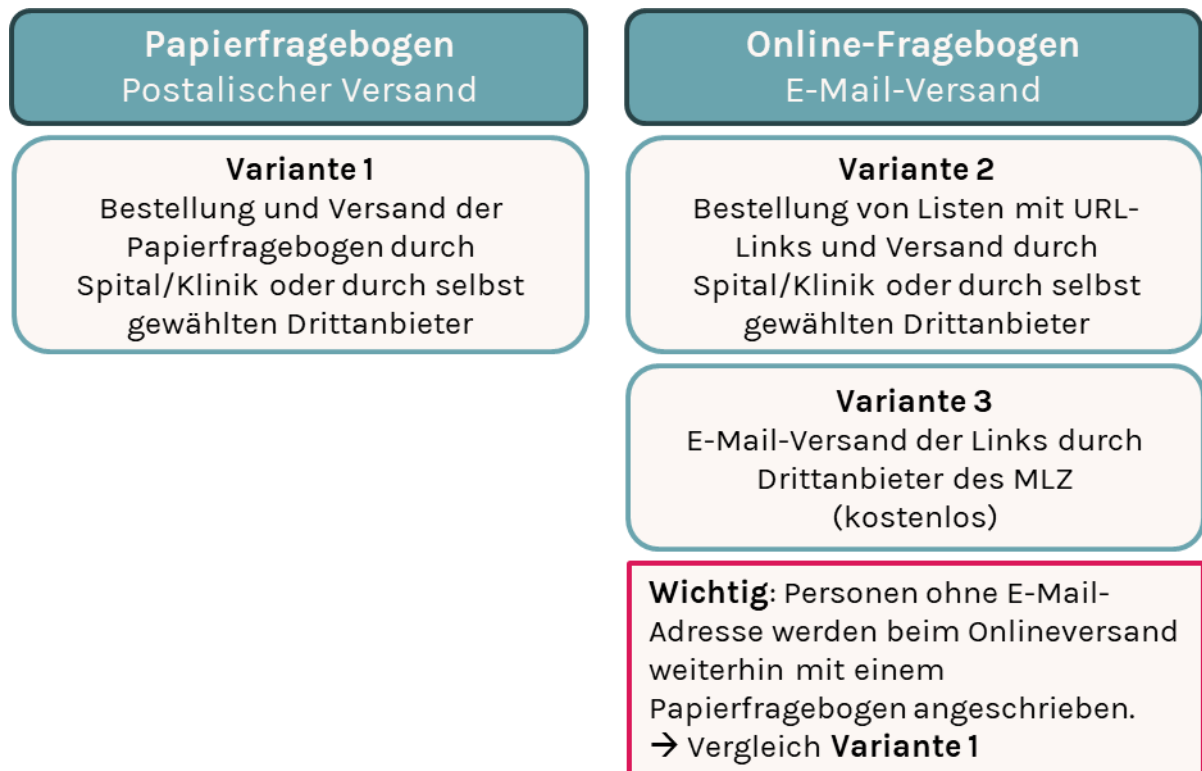 Papierfragebogen
Postalischer Versand
Variante 1
Bestellung und Versand der
Papierfragebogen durch
Spital/Klinik oder durch selbst
gewählten Drittanbieter
Online-Fragebogen
E-Mail-Versand
Variante 2
Bestellung von Listen mit URL-
Links und Versand durch
Spital/Klinik oder durch selbst
gewählten Drittanbieter
Variante 3
E-Mail-Versand der Links durch
Drittanbieter des MLZ
(kostenlos)
Wichtig: Personen ohne E-Mail-
Adresse werden beim Onlineversand
weiterhin mit einem
Papierfragebogen angeschrieben.
→ Vergleich Variante 1